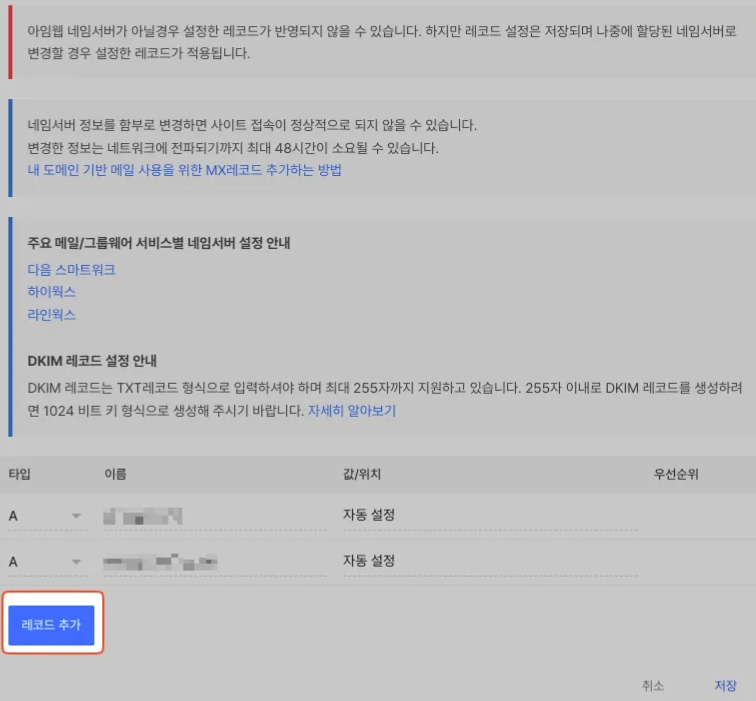 아임웹 네임서버가 아닐경우 설정한 레코드가 반영되지 않을 수 있습니다. 하지만 레코드 설정은 저장되며 나중에 할당된 네임서버로
변경할 경우 설정한 레코드가 적용됩니다.
네임서버 정보를 함부로 변경하면 사이트 접속이 정상적으로 되지 않을 수 있습니다.
변경한 정보는 네트워크에 전파되기까지 최대 48시간이 소요될 수 있습니다.
내 도메인 기반 메일 사용을 위한 MX레코드 추가하는 방법
주요 메일/그룹웨어 서비스별 네임서버 설정 안내
다음 스마트워크
하이웍스
라인웍스
DKIM 레코드 설정 안내
DKIM 레코드는 TXT레코드 형식으로 입력하셔야 하며 최대 255자까지 지원하고 있습니다. 255자 이내로 DKIM 레코드를 생성하려
면 1024 비트 키 형식으로 생성해 주시기 바랍니다. 자세히 알아보기
타입 이름 값/위치 우선순위
A 자동 설정
A 자동 설정
레코드 추가
취소 저장